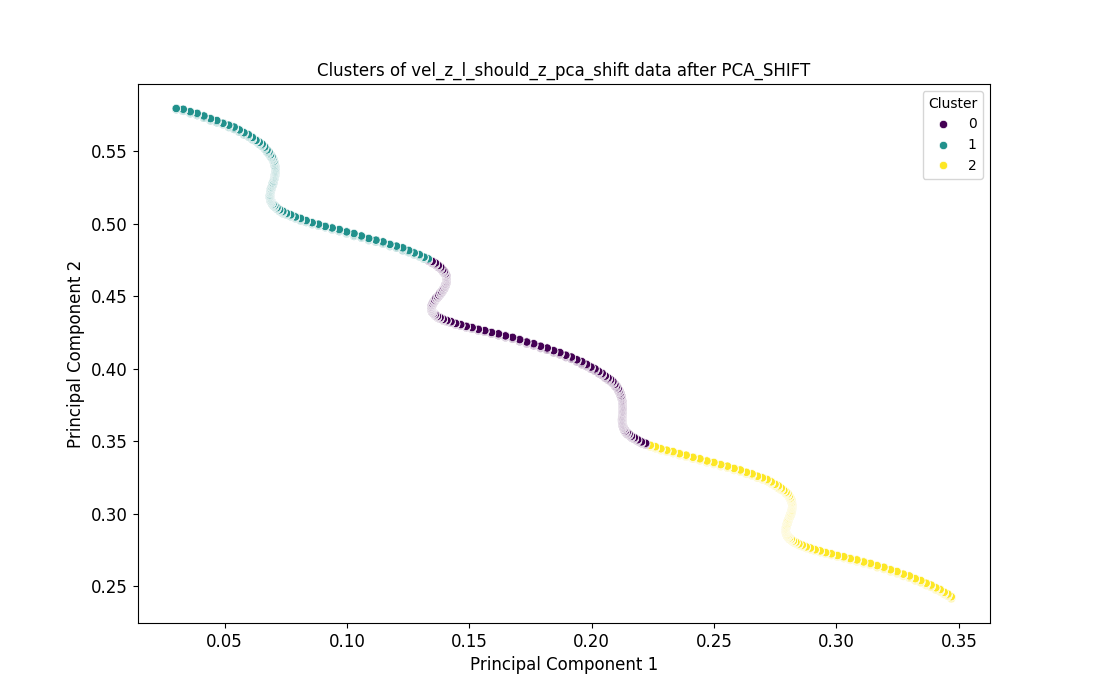 Clusters of vel_z_l_should_z_pca_shift data after PCA_SHIFT
Cluster
0
1
2
Principal Component 2
0.55
0.50
0.45
0.40
0.35
0.30
0.25
0.05 0.10 0.15 0.20 0.25 0.30 0.35
Principal Component 1